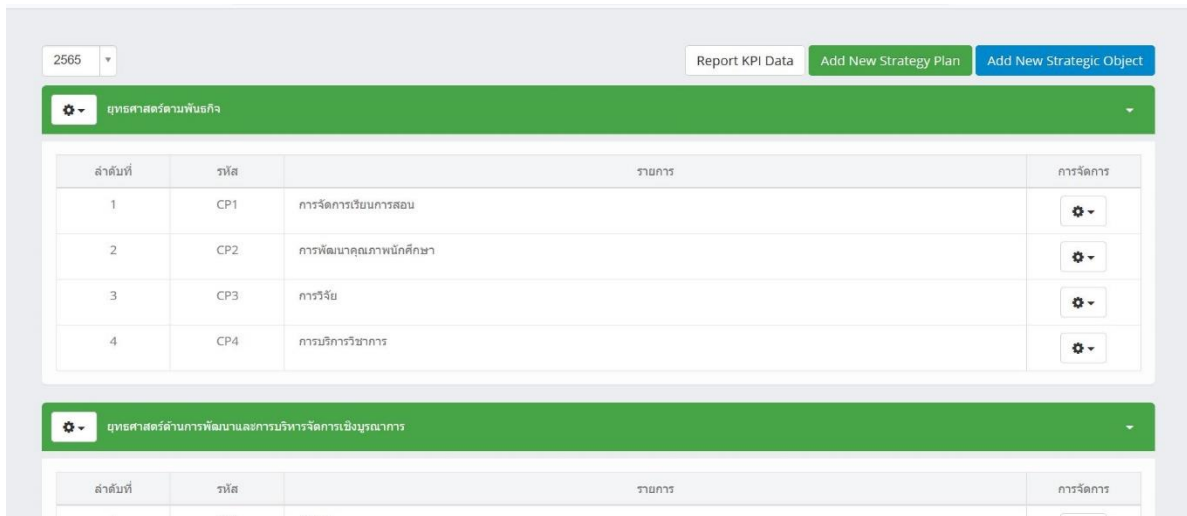 2565
Report KPI Data
Add New Strategy Plan
Add New Strategic Object
ยุทธศาสตร์ตามพันธกิจ
ลำดับที่ รหัส รายการ การจัดการ
1 CP1 การจัดการเรียนการสอน
2 CP2 การพัฒนาคุณภาพนักศึกษา
3 CP3 การวิจัย
4 CP4 การบริการวิชาการ
ยุทธศาสตร์ด้านการพัฒนาและการบริหารจัดการเชิงบูรณาการ
ลำดับที่ รหัส รายการ การจัดการ